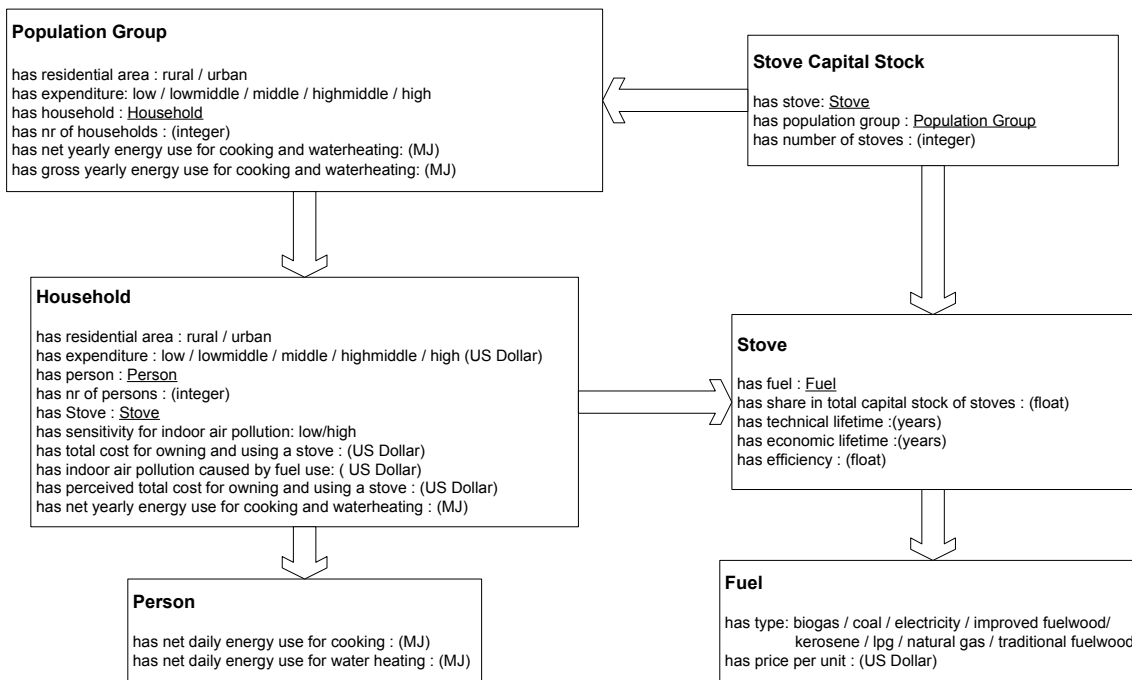 Population Group
has residential area : rural / urban
has expenditure: low / lowmiddle / middle / highmiddle / high
has household : Household
has nr of households : (integer)
has net yearly energy use for cooking and waterheating: (MJ)
has gross yearly energy use for cooking and waterheating: (MJ)
Stove Capital Stock
has stove: Stove
has population group : Population Group
has number of stoves : (integer)
Household
has residential area : rural / urban
has expenditure : low / lowmiddle / middle / highmiddle / high (US Dollar)
has person : Person
has nr of persons : (integer)
has Stove : Stove
has sensitivity for indoor air pollution: low/high
has total cost for owning and using a stove : (US Dollar)
has indoor air pollution caused by fuel use: ( US Dollar)
has perceived total cost for owning and using a stove : (US Dollar)
has net yearly energy use for cooking and waterheating : (MJ)
Stove
has fuel : Fuel
has share in total capital stock of stoves : (float)
has technical lifetime :(years)
has economic lifetime :(years)
has efficiency : (float)
Person
has net daily energy use for cooking : (MJ)
has net daily energy use for water heating : (MJ)
Fuel
has type: biogas / coal / electricity / improved fuelwood/
kerosene / lpg / natural gas / traditional fuelwood
has price per unit : (US Dollar)